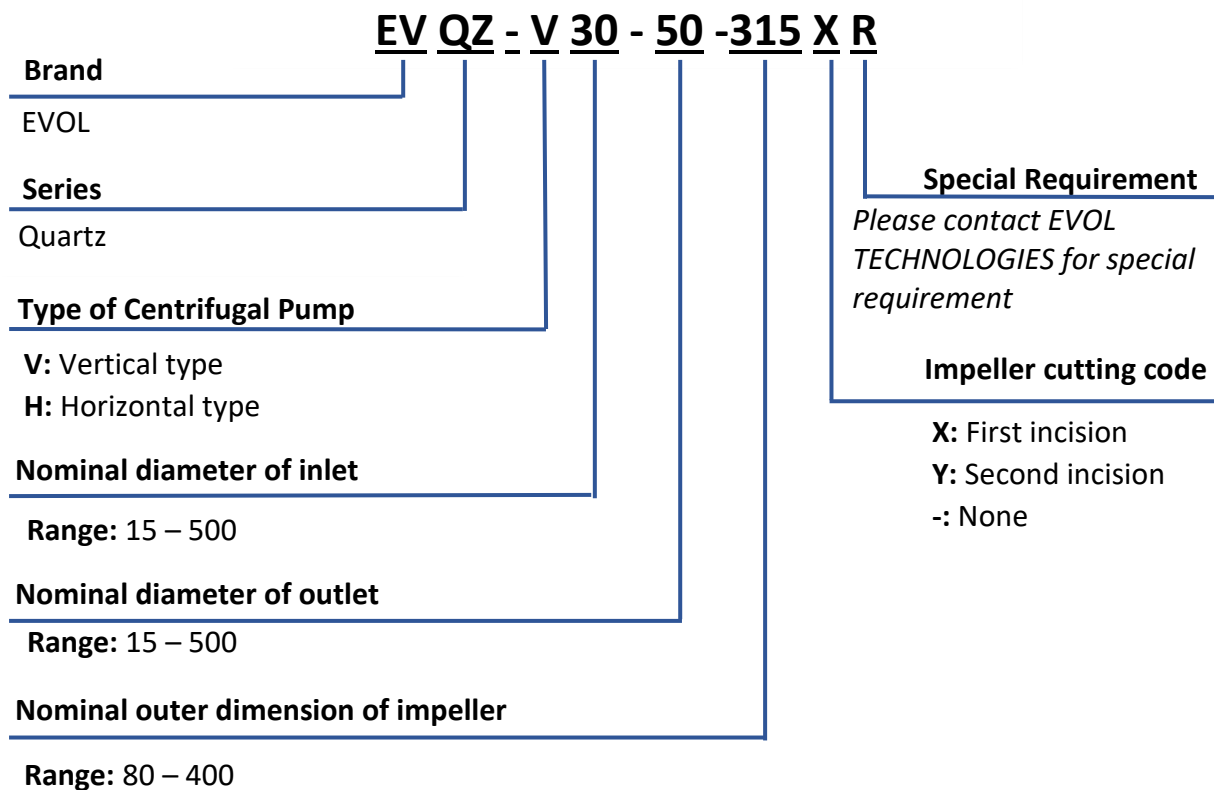 EV QZ - V 30 - 50 -315 X R
Brand
EVOL
Series
Quartz
Type of Centrifugal Pump
V: Vertical type
H: Horizontal type
Nominal diameter of inlet
Range: 15 – 500
Nominal diameter of outlet
Range: 15 – 500
Nominal outer dimension of impeller
Range: 80 – 400
Special Requirement
Please contact EVOL
TECHNOLOGIES for special
requirement
Impeller cutting code
X: First incision
Y: Second incision
-: None